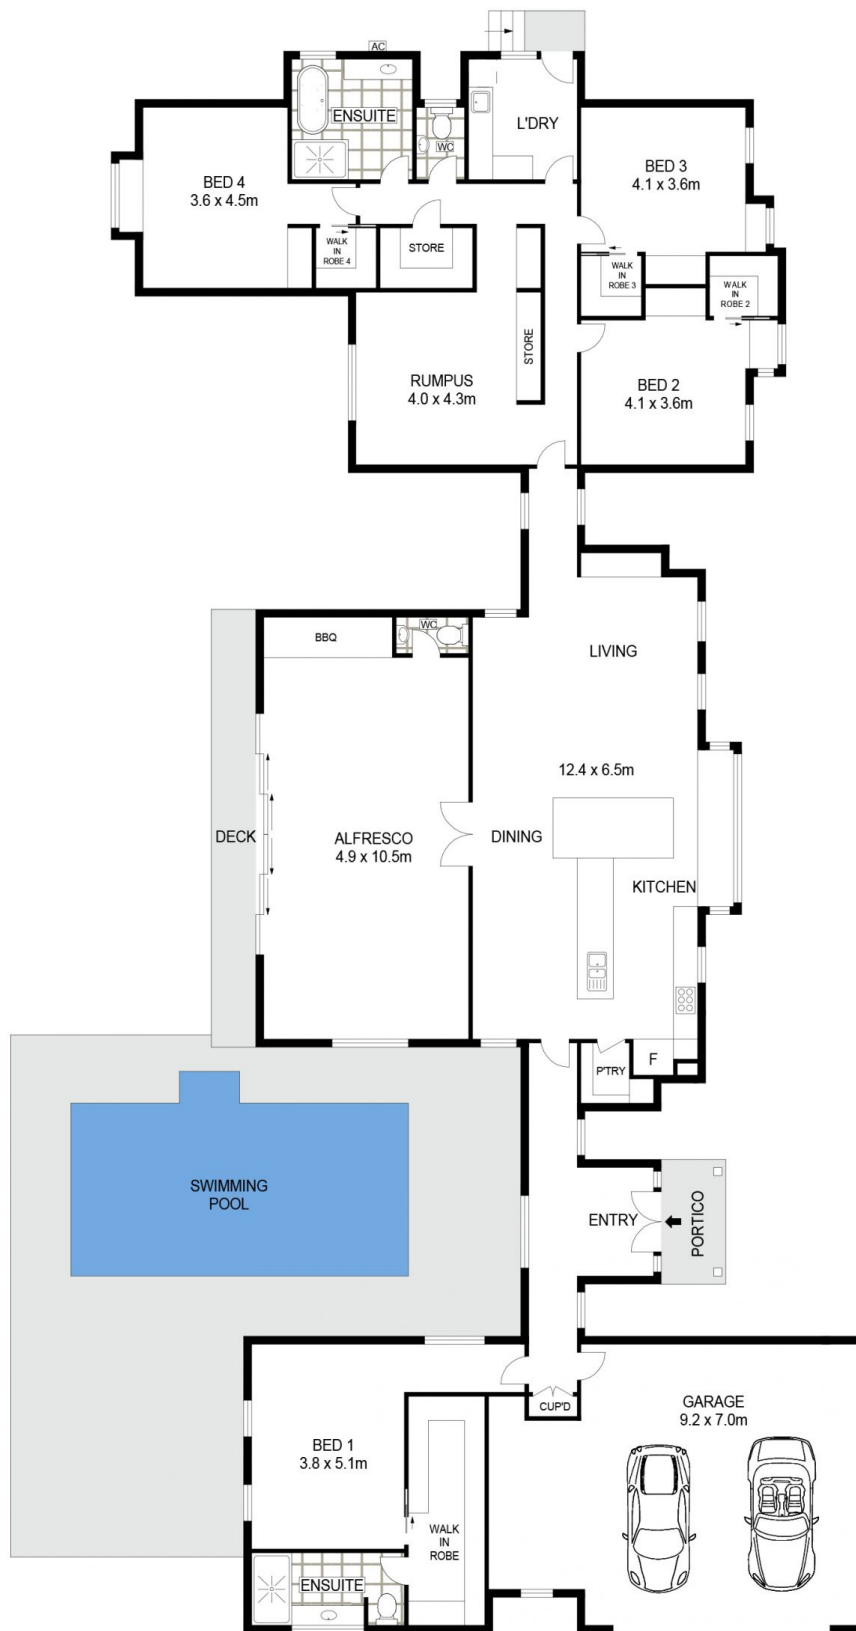 AC
ENSUITE
WC
L'DRY
BED 4
3.6 x 4.5m
BED 3
4.1 x 3.6m
WALK
IN
ROBE 4
STORE
WALK
IN
ROBE 3
WALK
IN
ROBE 2
STORE
RUMPUS
4.0 x 4.3m
BED 2
4.1 x 3.6m
BBQ
WC
LIVING
12.4 x 6.5m
DECK
ALFRESCO
4.9 x 10.5m
DINING
KITCHEN
P'TRY
F
SWIMMING
POOL
ENTRY
PORTICO
CUP'D
GARAGE
9.2 x 7.0m
BED 1
3.8 x 5.1m
WALK
IN
ROBE
ENSUITE